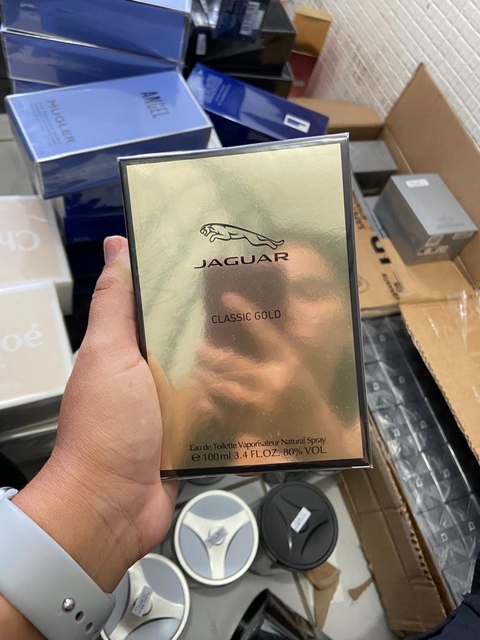 ANGEL
MUGLER
JAGUAR
CLASSIC GOLD
Eau de Toilette Vaporisateur Natural Spray
℮ 100 ml 3.4 FL.OZ. 80% VOL.